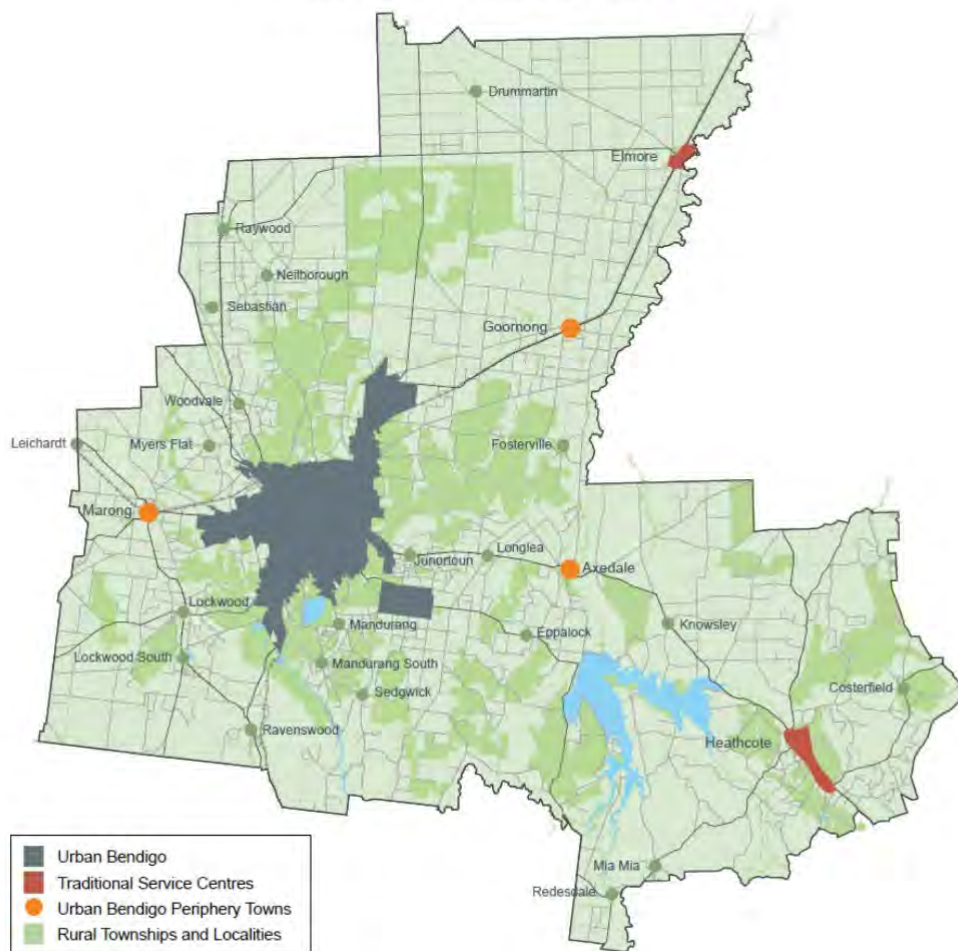 Drummartin
Elmore
Raywood
Neilborough
Sebastian
Goornong
Woodvale
Leichardt
Myers Flat
Fosterville
Marong
Junortoun
Longlea
Axedale
Lockwood
Mandurang
Eppalock
Knowsley
Lockwood South
Mandurang South
Sedgwick
Costerfield
Ravenswood
Heathcote
Mia Mia
Redesdale
Urban Bendigo
Traditional Service Centres
Urban Bendigo Periphery Towns
Rural Townships and Localities